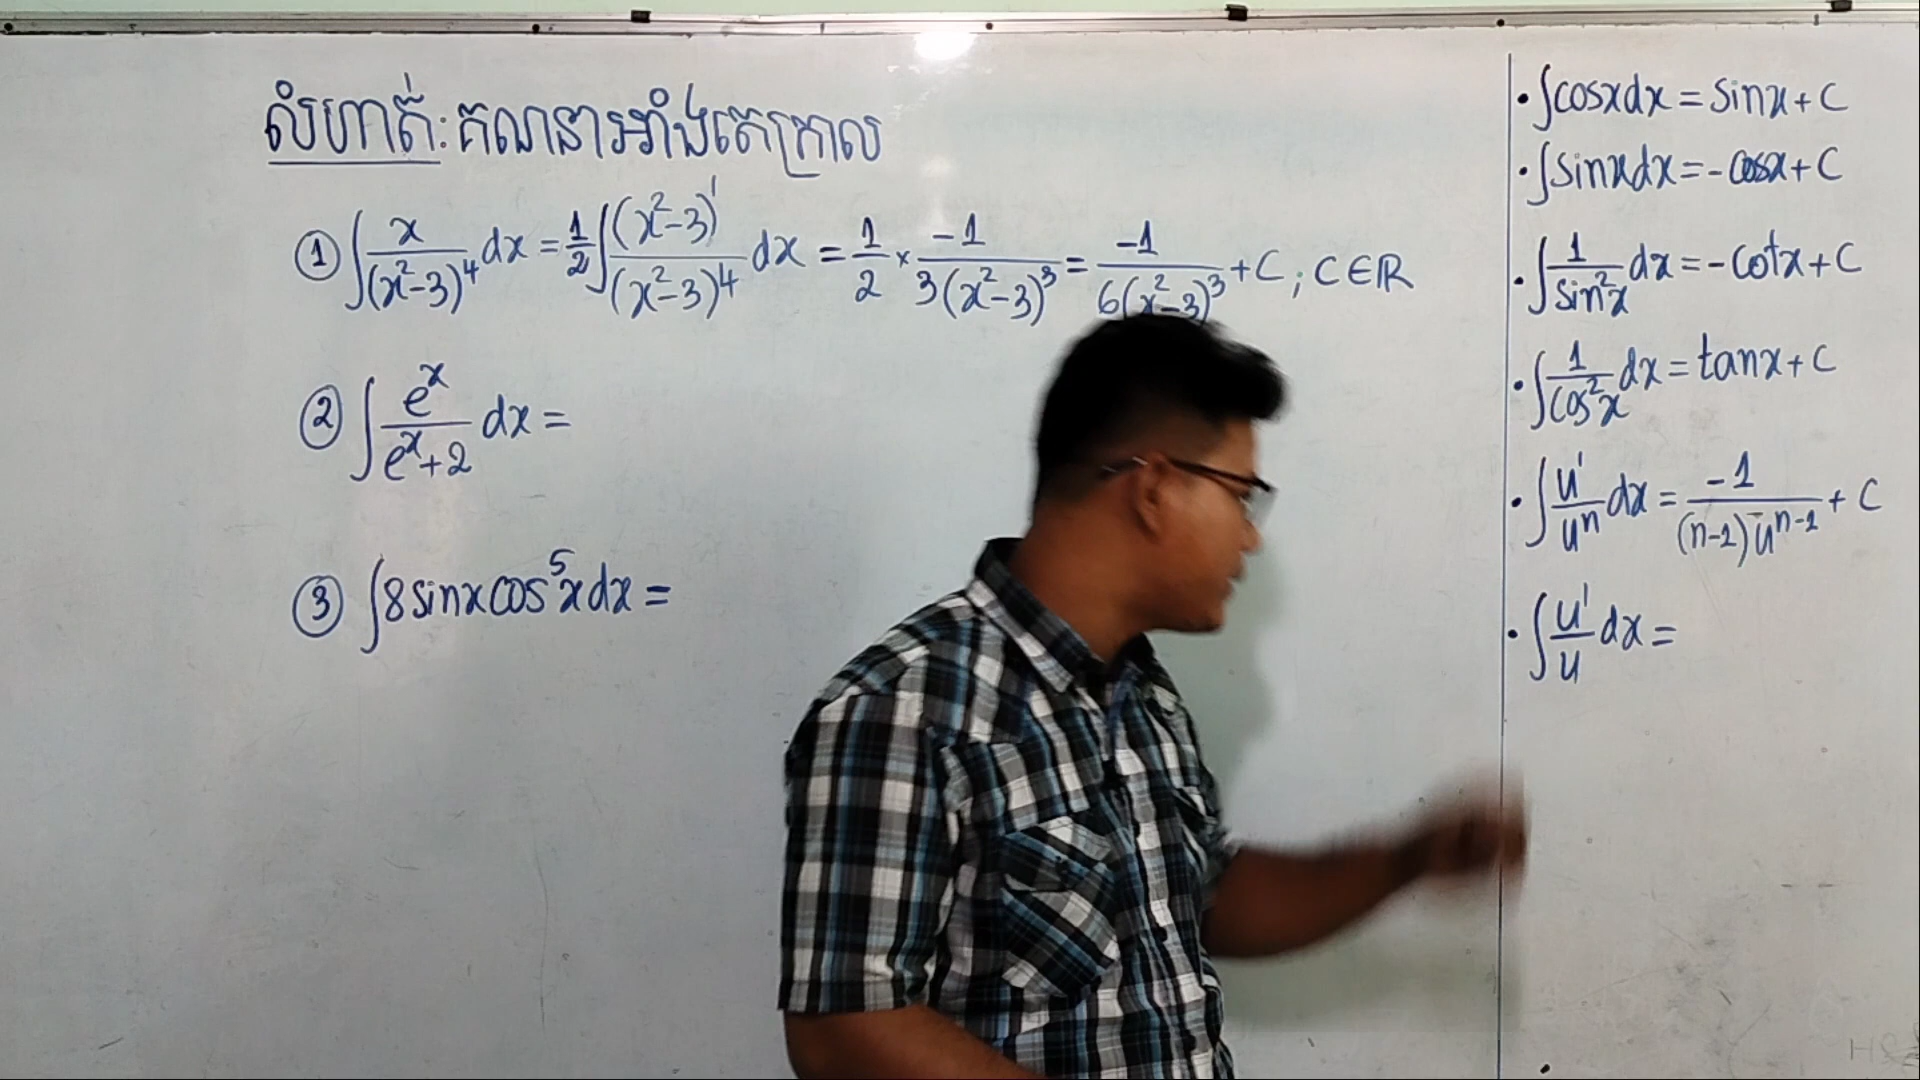 លំហាត់: គណនាអាំងតេក្រាល
① ∫ x/(x²-3)⁴ dx = 1/2 ∫ (x²-3)'/(x²-3)⁴ dx = 1/2 × -1/3(x²-3)³ = -1/6(x²-3)³ + C ; C∈ℝ
② ∫ eˣ/(eˣ+2) dx =
③ ∫ 8 sinx cos⁵x dx =
• ∫ cosx dx = sinx + C
• ∫ sinx dx = -cosx + C
• ∫ 1/sin²x dx = -cotx + C
• ∫ 1/cos²x dx = tanx + C
• ∫ u'/uⁿ dx = -1/(n-1)uⁿ⁻¹ + C
• ∫ u'/u dx =